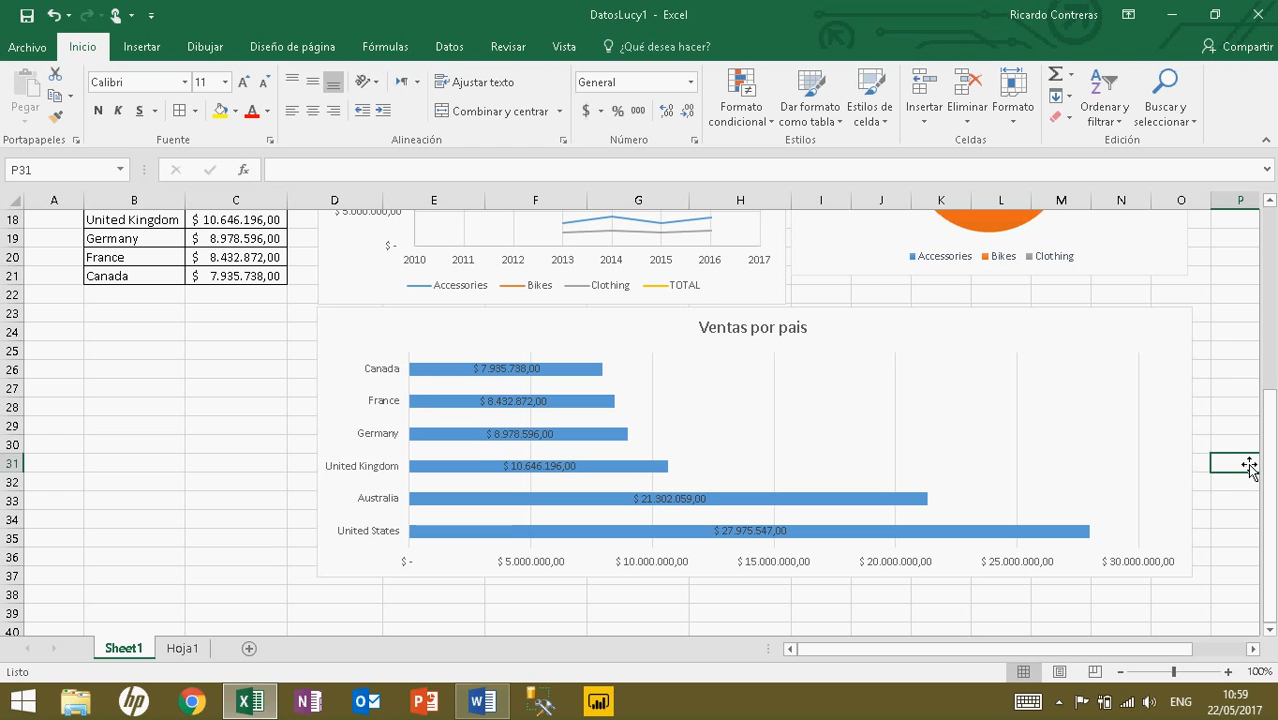 DatosLucy1 - Excel
Ricardo Contreras
Archivo Inicio Insertar Dibujar Diseño de página Fórmulas Datos Revisar Vista ¿Qué desea hacer? Compartir
Pegar
Calibri 11
N K S
Ajustar texto
Combinar y centrar
General
$ % 000
Formato condicional
Dar formato como tabla
Estilos de celda
Insertar
Eliminar
Formato
Ordenar y filtrar
Buscar y seleccionar
Portapapeles Fuente Alineación Número Estilos Celdas Edición
P31 fx
A B C D E F G H I J K L M N O P
18 United Kingdom $ 10.646.196,00
19 Germany $ 8.978.596,00
20 France $ 8.432.872,00
21 Canada $ 7.935.738,00
22
23
24
25
26
27
28
29
30
31
32
33
34
35
36
37
38
39
40
$ 5.000.000,00
$ -
2010 2011 2012 2013 2014 2015 2016 2017
Accessories Bikes Clothing TOTAL
Accessories Bikes Clothing
Ventas por pais
Canada $ 7.935.738,00
France $ 8.432.872,00
Germany $ 8.978.596,00
United Kingdom $ 10.646.196,00
Australia $ 21.302.059,00
United States $ 27.975.547,00
$ - $ 5.000.000,00 $ 10.000.000,00 $ 15.000.000,00 $ 20.000.000,00 $ 25.000.000,00 $ 30.000.000,00
Sheet1 Hoja1
Listo
100%
ENG
10:59
22/05/2017